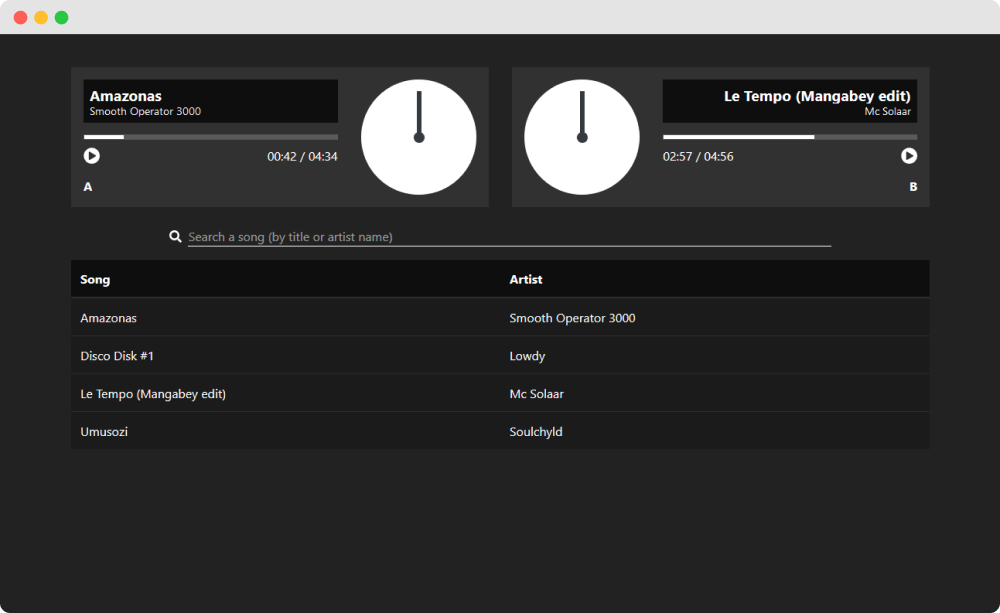 Amazonas
Smooth Operator 3000
00:42 / 04:34
A
Le Tempo (Mangabey edit)
Mc Solaar
02:57 / 04:56
B
Search a song (by title or artist name)
Song Artist
Amazonas Smooth Operator 3000
Disco Disk #1 Lowdy
Le Tempo (Mangabey edit) Mc Solaar
Umusozi Soulchyld